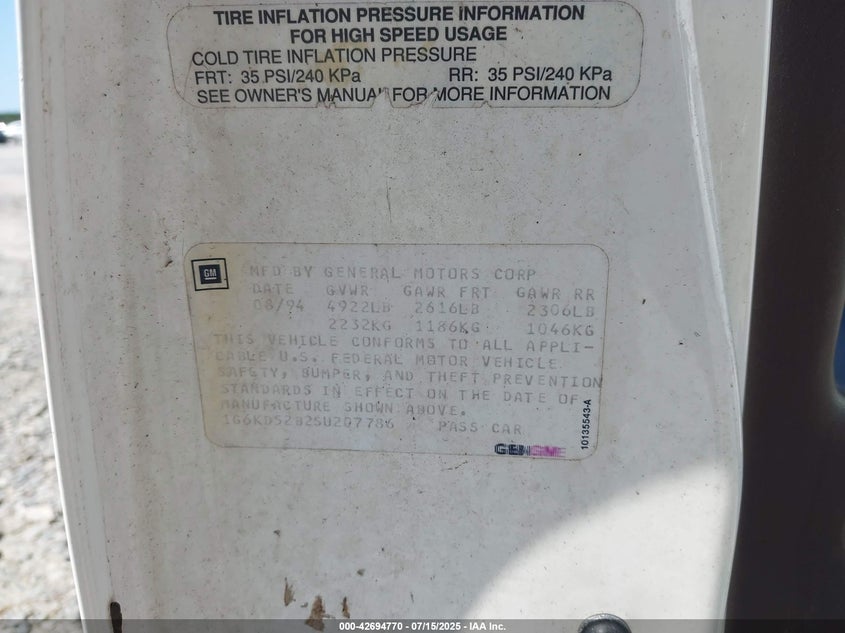 TIRE INFLATION PRESSURE INFORMATION
FOR HIGH SPEED USAGE
COLD TIRE INFLATION PRESSURE
FRT: 35 PSI/240 KPa RR: 35 PSI/240 KPa
SEE OWNER'S MANUAL FOR MORE INFORMATION
GM
MFD BY GENERAL MOTORS CORP
DATE GVWR GAWR FRT GAWR RR
08/94 4922LB 2616LB 2306LB
2232KG 1186KG 1046KG
THIS VEHICLE CONFORMS TO ALL APPLI-
CABLE U.S. FEDERAL MOTOR VEHICLE
SAFETY, BUMPER, AND THEFT PREVENTION
STANDARDS IN EFFECT ON THE DATE OF
MANUFACTURE SHOWN ABOVE.
1G6KD52B2SU207786 PASS CAR
10135543-A
000-42694770 - 07/15/2025 - IAA Inc.